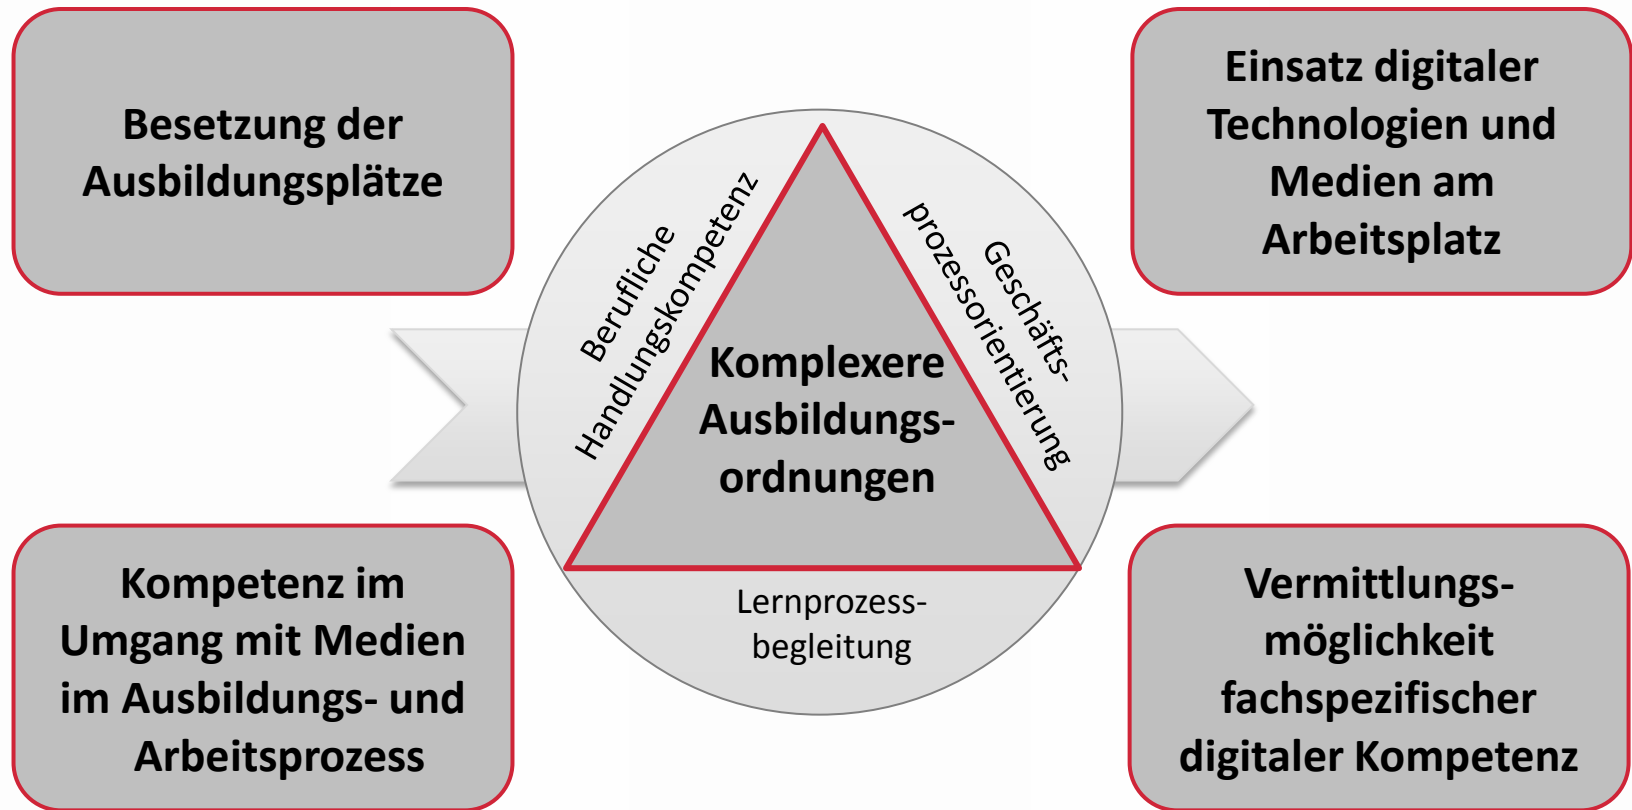 Besetzung der
Ausbildungsplätze
Einsatz digitaler
Technologien und
Medien am
Arbeitsplatz
Berufliche
Handlungskompetenz
Geschäfts-
prozessorientierung
Komplexere
Ausbildungs-
ordnungen
Lernprozess-
begleitung
Kompetenz im
Umgang mit Medien
im Ausbildungs- und
Arbeitsprozess
Vermittlungs-
möglichkeit
fachspezifischer
digitaler Kompetenz